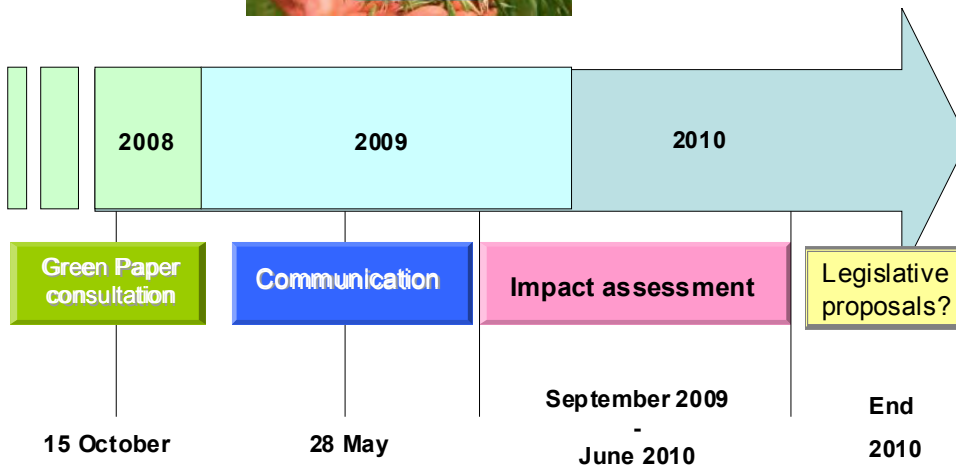 2008
2009
2010
Green Paper
consultation
Communication
Impact assessment
Legislative
proposals?
15 October
28 May
September 2009
-
June 2010
End
2010